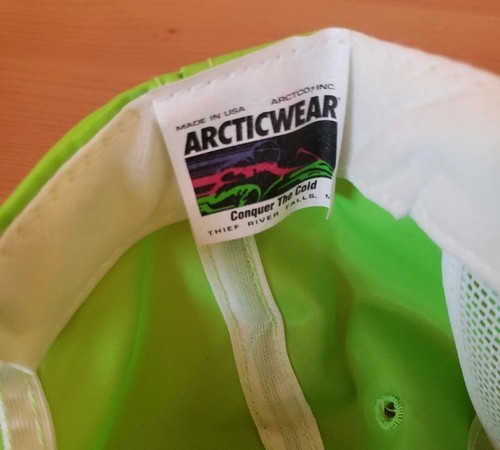 MADE IN USA ARCTCO, INC.
ARCTICWEAR®
Conquer The Cold
THIEF RIVER FALLS,